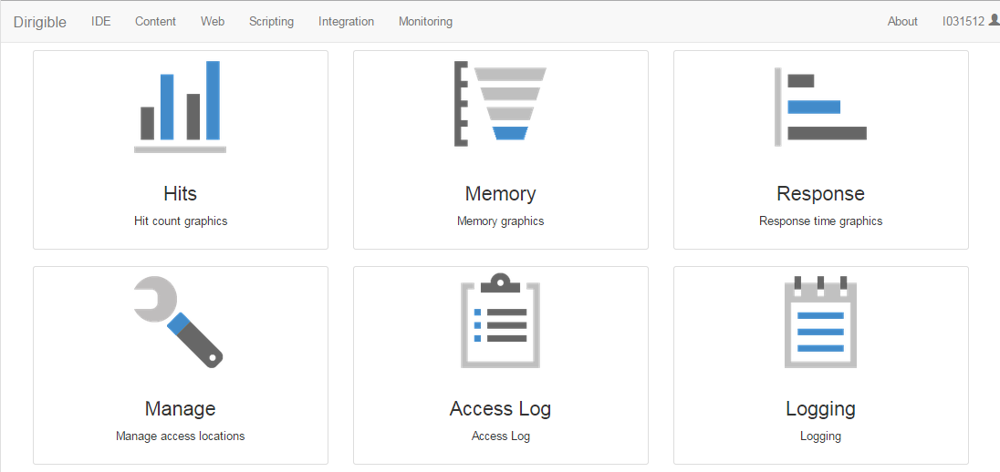 Dirigible IDE Content Web Scripting Integration Monitoring About I031512
Hits Memory Response
Hit count graphics Memory graphics Response time graphics
Manage Access Log Logging
Manage access locations Access Log Logging